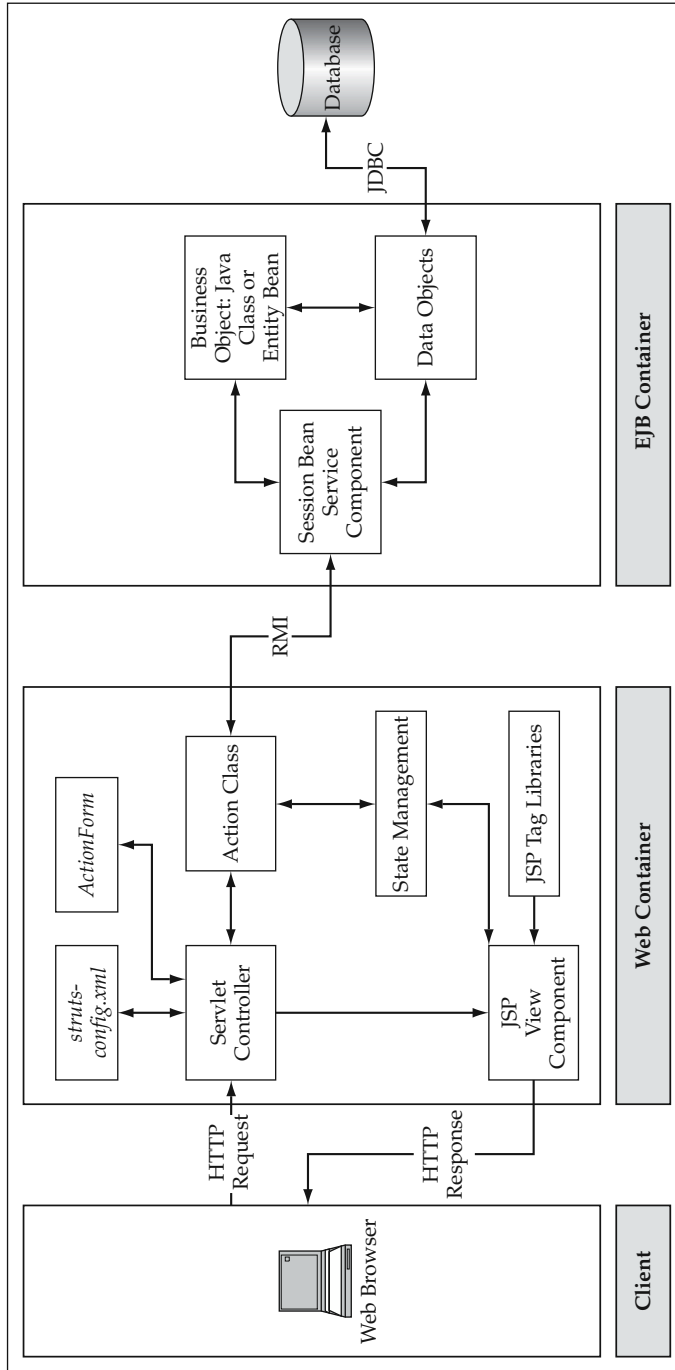 Web Browser
Client
HTTP
Request
HTTP
Response
struts-
config.xml
ActionForm
Servlet
Controller
Action Class
State Management
JSP
View
Component
JSP Tag Libraries
Web Container
RMI
Session Bean
Service
Component
Business
Object: Java
Class or
Entity Bean
Data Objects
EJB Container
JDBC
Database